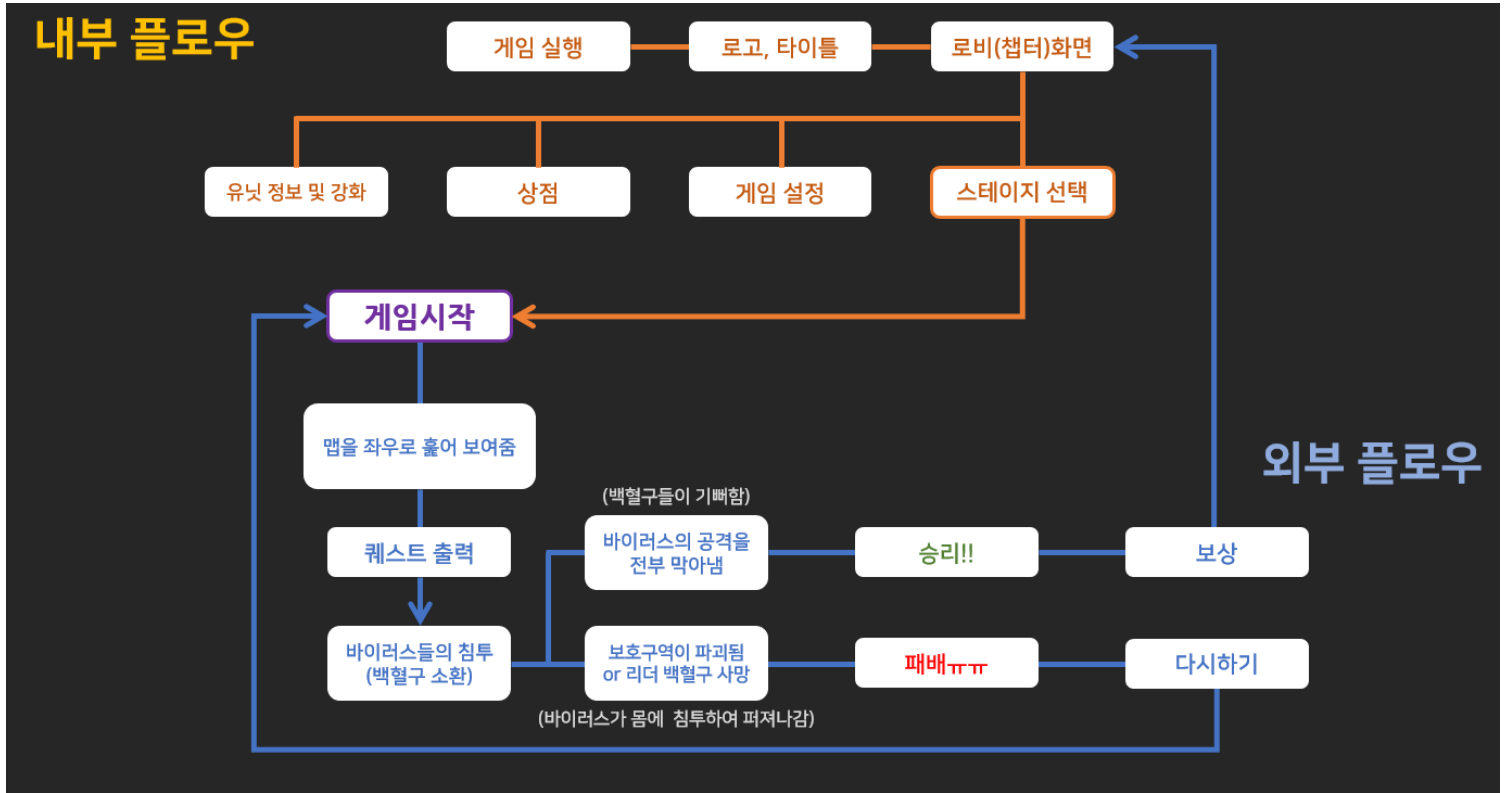 내부 플로우
게임 실행
로고, 타이틀
로비(챕터)화면
유닛 정보 및 강화
상점
게임 설정
스테이지 선택
게임시작
맵을 좌우로 훑어 보여줌
외부 플로우
(백혈구들이 기뻐함)
퀘스트 출력
바이러스의 공격을
전부 막아냄
승리!!
보상
바이러스들의 침투
(백혈구 소환)
보호구역이 파괴됨
or 리더 백혈구 사망
패배ㅠㅠ
다시하기
(바이러스가 몸에 침투하여 퍼져나감)